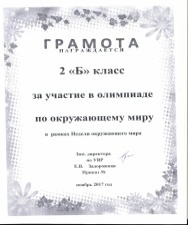 ГРАМОТА
НАГРАЖДАЕТСЯ
2 «Б» класс
за участие в олимпиаде
по окружающему миру
в рамках Недели окружающего мира
Зам. директора
по УВР
Е.В. Задорожная
Приказ №
ноябрь 2017 год